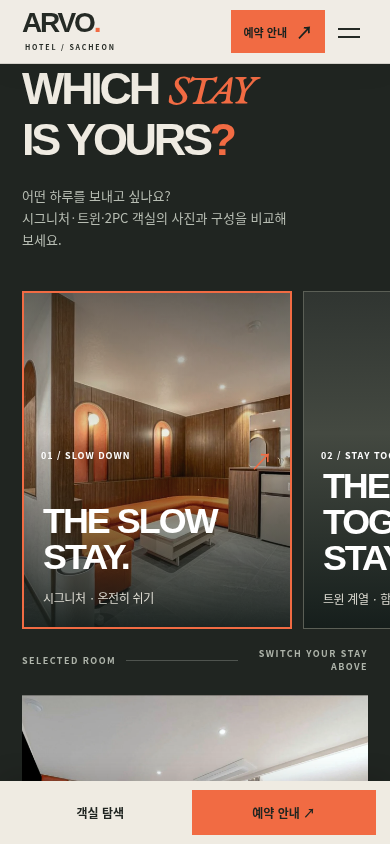 ARVO.
HOTEL / SACHEON
예약 안내 ↗
WHICH STAY
IS YOURS?
어떤 하루를 보내고 싶나요?
시그니처·트윈·2PC 객실의 사진과 구성을 비교해
보세요.
01 / SLOW DOWN
THE SLOW
STAY.
시그니처 · 온전히 쉬기
02 / STAY TOG
THE
TOG
STAY
트윈 계열 · 함
SELECTED ROOM
SWITCH YOUR STAY
ABOVE
객실 탐색
예약 안내 ↗